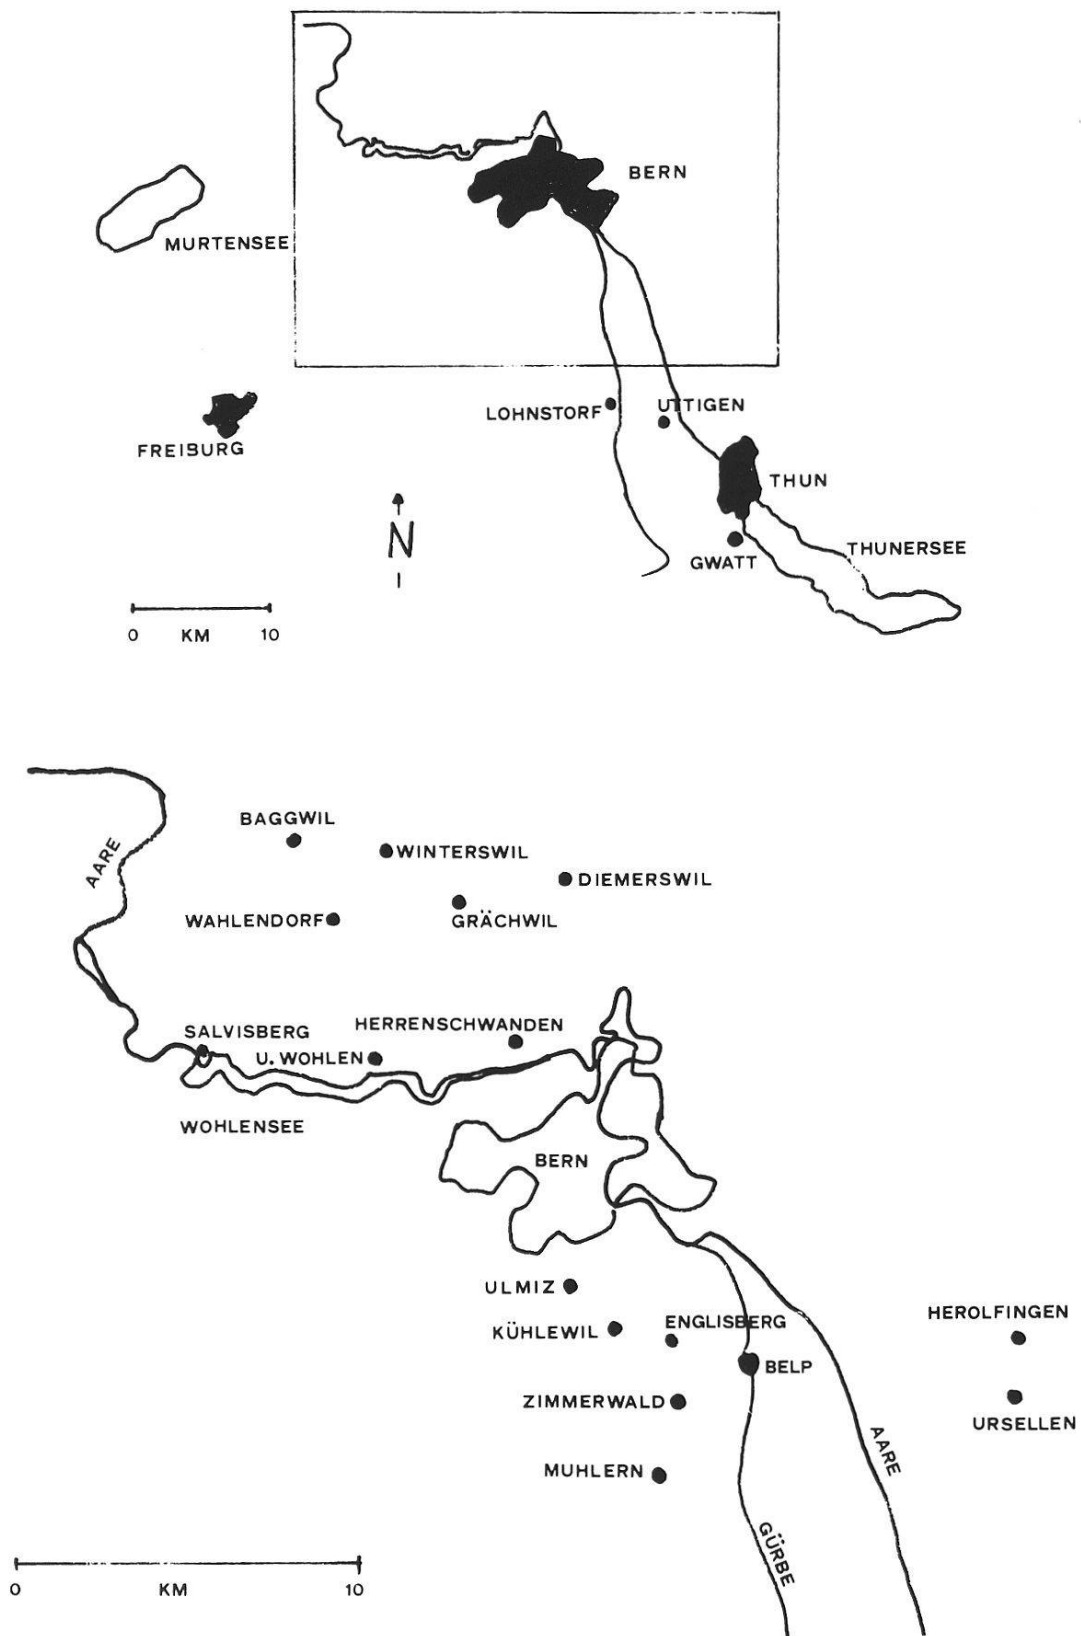 BERN
MURTENSEE
LOHNSTORF
UTTIGEN
FREIBURG
THUN
N
THUNERSEE
GWATT
0 KM 10
BAGGWIL
AARE
WINTERSWIL
DIEMERSWIL
WAHLENDORF
GRÄCHWIL
SALVISBERG
HERRENSCHWANDEN
U. WOHLEN
WOHLENSEE
BERN
ULMIZ
KÜHLEWIL
ENGLISBERG
HEROLFINGEN
BELP
ZIMMERWALD
URSELLEN
AARE
MUHLERN
GÜRBE
0 KM 10